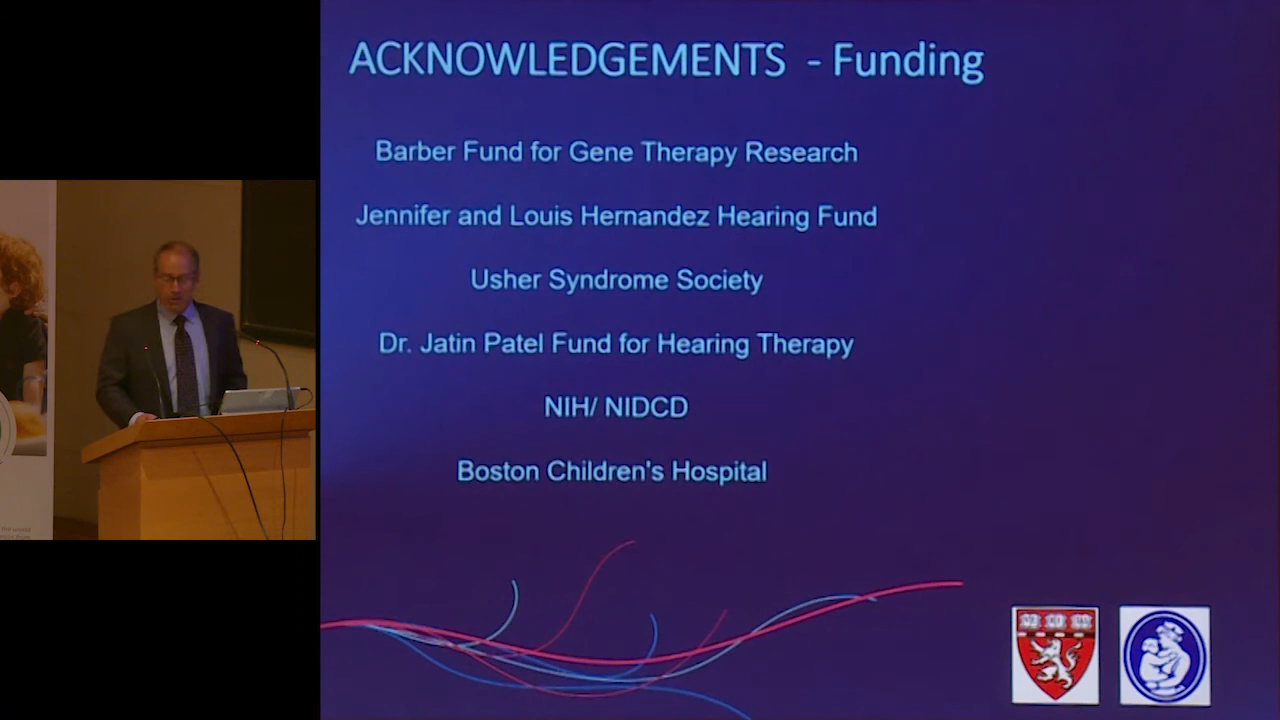 ACKNOWLEDGEMENTS - Funding
Barber Fund for Gene Therapy Research
Jennifer and Louis Hernandez Hearing Fund
Usher Syndrome Society
Dr. Jatin Patel Fund for Hearing Therapy
NIH/ NIDCD
Boston Children's Hospital